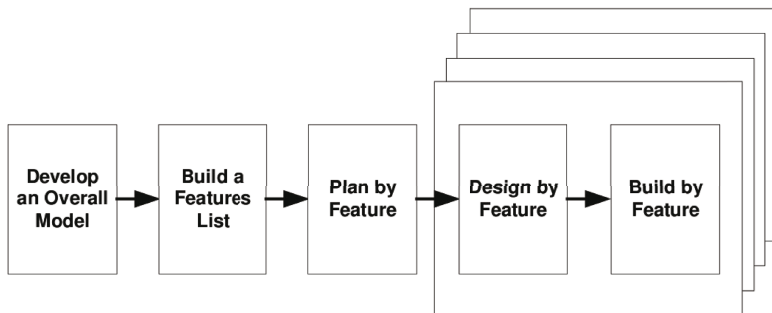 Develop
an Overall
Model
Build a
Features
List
Plan by
Feature
Design by
Feature
Build by
Feature